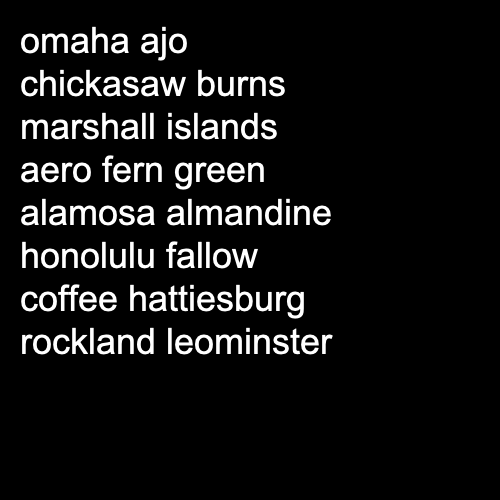 omaha ajo
chickasaw burns
marshall islands
aero fern green
alamosa almandine
honolulu fallow
coffee hattiesburg
rockland leominster